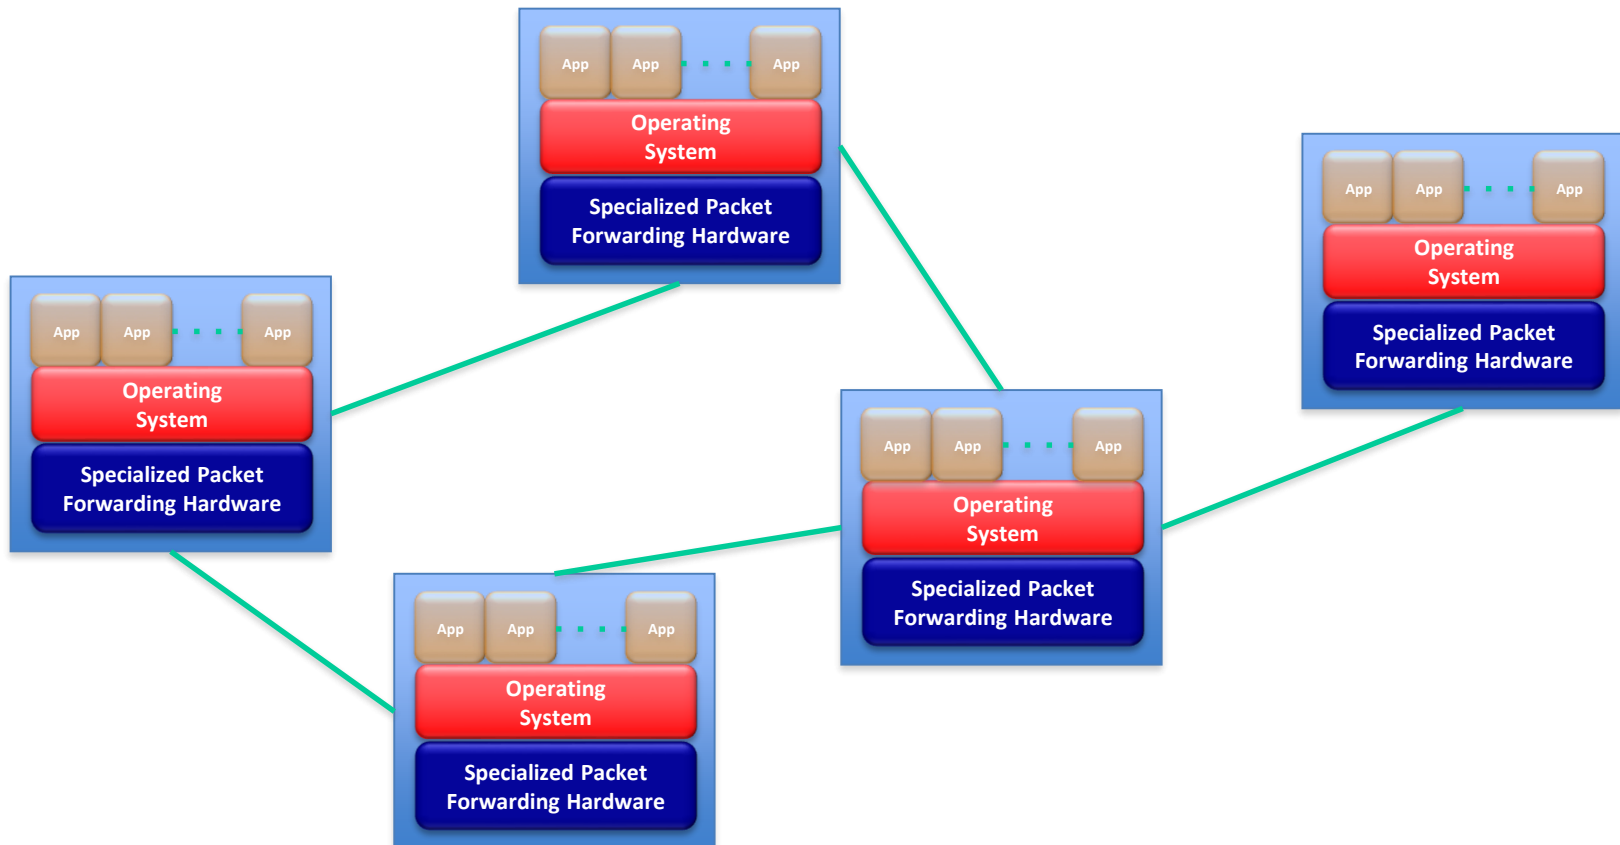 App App App
Operating
System
Specialized Packet
Forwarding Hardware
App App App
Operating
System
Specialized Packet
Forwarding Hardware
App App App
Operating
System
Specialized Packet
Forwarding Hardware
App App App
Operating
System
Specialized Packet
Forwarding Hardware
App App App
Operating
System
Specialized Packet
Forwarding Hardware